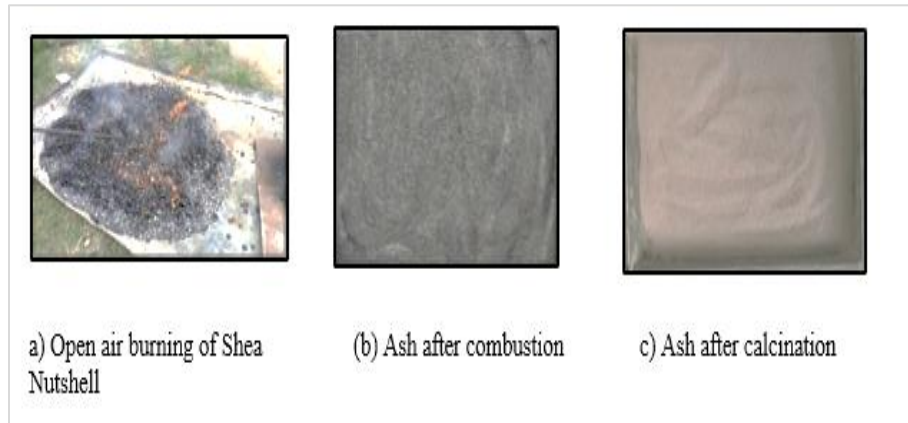 a) Open air burning of Shea
Nutshell
(b) Ash after combustion
c) Ash after calcination